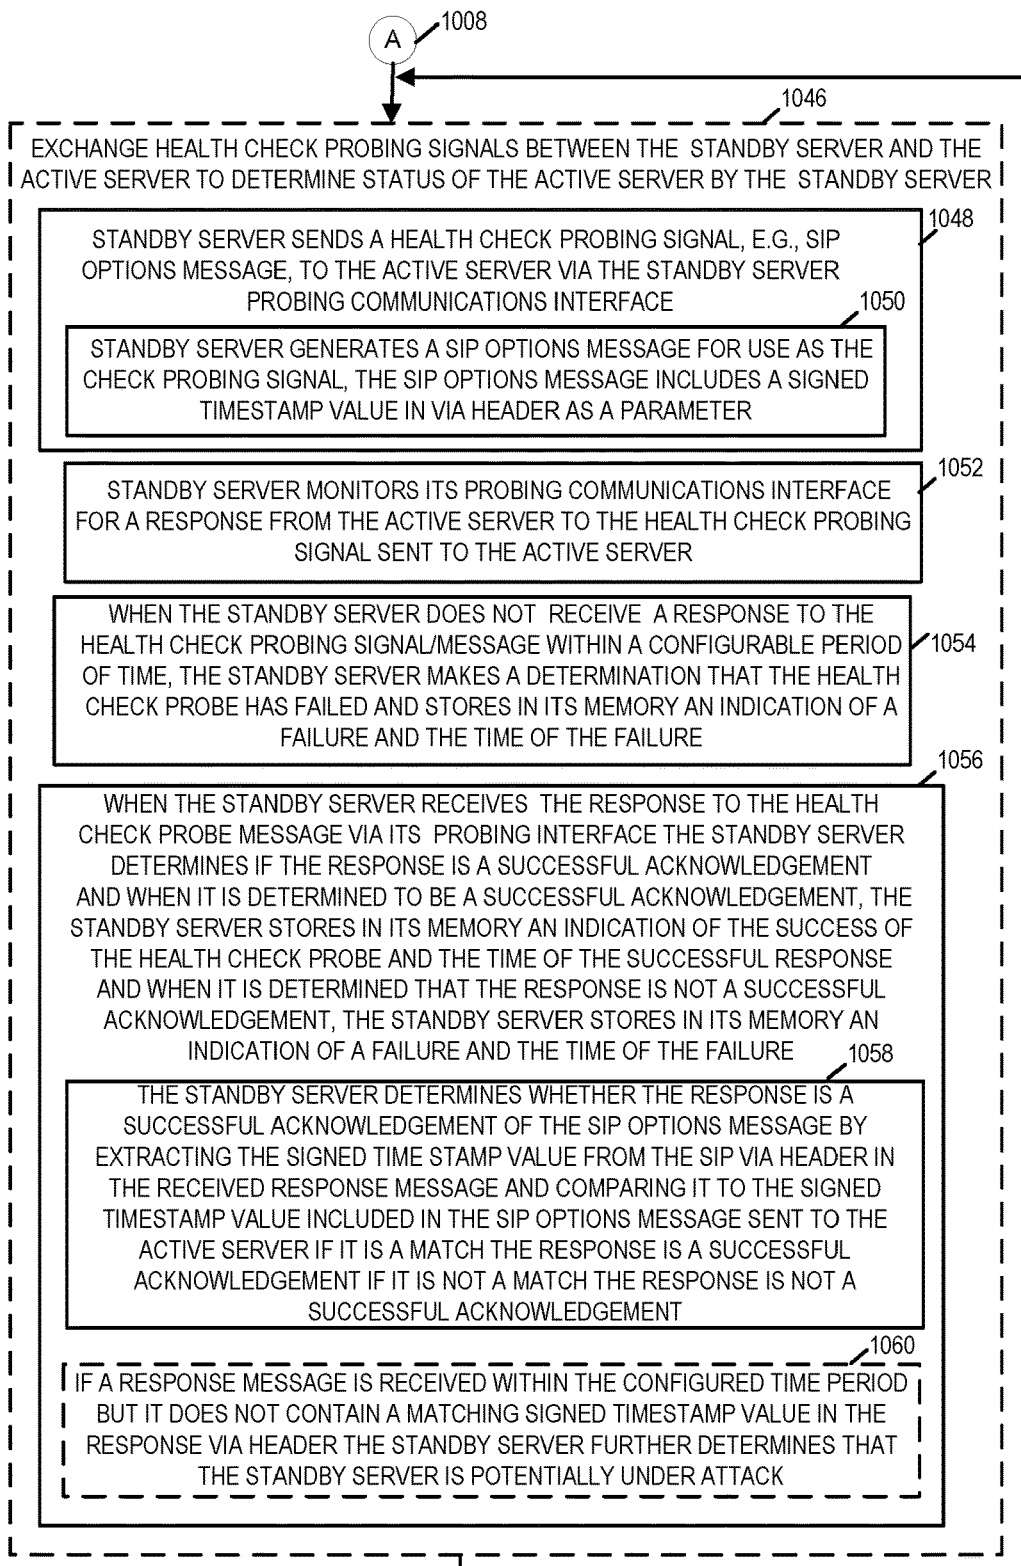 A
1008
1046
EXCHANGE HEALTH CHECK PROBING SIGNALS BETWEEN THE STANDBY SERVER AND THE
ACTIVE SERVER TO DETERMINE STATUS OF THE ACTIVE SERVER BY THE STANDBY SERVER
1048
STANDBY SERVER SENDS A HEALTH CHECK PROBING SIGNAL, E.G., SIP
OPTIONS MESSAGE, TO THE ACTIVE SERVER VIA THE STANDBY SERVER
PROBING COMMUNICATIONS INTERFACE
1050
STANDBY SERVER GENERATES A SIP OPTIONS MESSAGE FOR USE AS THE
CHECK PROBING SIGNAL, THE SIP OPTIONS MESSAGE INCLUDES A SIGNED
TIMESTAMP VALUE IN VIA HEADER AS A PARAMETER
1052
STANDBY SERVER MONITORS ITS PROBING COMMUNICATIONS INTERFACE
FOR A RESPONSE FROM THE ACTIVE SERVER TO THE HEALTH CHECK PROBING
SIGNAL SENT TO THE ACTIVE SERVER
WHEN THE STANDBY SERVER DOES NOT RECEIVE A RESPONSE TO THE
HEALTH CHECK PROBING SIGNAL/MESSAGE WITHIN A CONFIGURABLE PERIOD
1054
OF TIME, THE STANDBY SERVER MAKES A DETERMINATION THAT THE HEALTH
CHECK PROBE HAS FAILED AND STORES IN ITS MEMORY AN INDICATION OF A
FAILURE AND THE TIME OF THE FAILURE
1056
WHEN THE STANDBY SERVER RECEIVES THE RESPONSE TO THE HEALTH
CHECK PROBE MESSAGE VIA ITS PROBING INTERFACE THE STANDBY SERVER
DETERMINES IF THE RESPONSE IS A SUCCESSFUL ACKNOWLEDGEMENT
AND WHEN IT IS DETERMINED TO BE A SUCCESSFUL ACKNOWLEDGEMENT, THE
STANDBY SERVER STORES IN ITS MEMORY AN INDICATION OF THE SUCCESS OF
THE HEALTH CHECK PROBE AND THE TIME OF THE SUCCESSFUL RESPONSE
AND WHEN IT IS DETERMINED THAT THE RESPONSE IS NOT A SUCCESSFUL
ACKNOWLEDGEMENT, THE STANDBY SERVER STORES IN ITS MEMORY AN
INDICATION OF A FAILURE AND THE TIME OF THE FAILURE
1058
THE STANDBY SERVER DETERMINES WHETHER THE RESPONSE IS A
SUCCESSFUL ACKNOWLEDGEMENT OF THE SIP OPTIONS MESSAGE BY
EXTRACTING THE SIGNED TIME STAMP VALUE FROM THE SIP VIA HEADER IN
THE RECEIVED RESPONSE MESSAGE AND COMPARING IT TO THE SIGNED
TIMESTAMP VALUE INCLUDED IN THE SIP OPTIONS MESSAGE SENT TO THE
ACTIVE SERVER IF IT IS A MATCH THE RESPONSE IS A SUCCESSFUL
ACKNOWLEDGEMENT IF IT IS NOT A MATCH THE RESPONSE IS NOT A
SUCCESSFUL ACKNOWLEDGEMENT
1060
IF A RESPONSE MESSAGE IS RECEIVED WITHIN THE CONFIGURED TIME PERIOD
BUT IT DOES NOT CONTAIN A MATCHING SIGNED TIMESTAMP VALUE IN THE
RESPONSE VIA HEADER THE STANDBY SERVER FURTHER DETERMINES THAT
THE STANDBY SERVER IS POTENTIALLY UNDER ATTACK